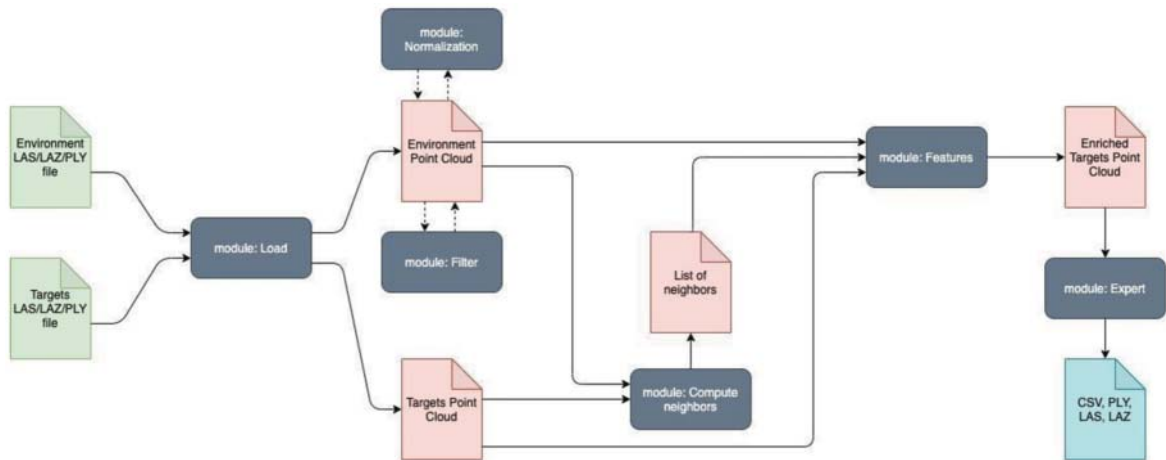 module:
Normalization
Environment
LAS/LAZ/PLY
file
Environment
Point Cloud
module: Features
Enriched
Targets Point
Cloud
module: Load
module: Filter
List of
neighbors
module: Expert
Targets
LAS/LAZ/PLY
file
Targets Point
Cloud
module: Compute
neighbors
CSV, PLY,
LAS, LAZ